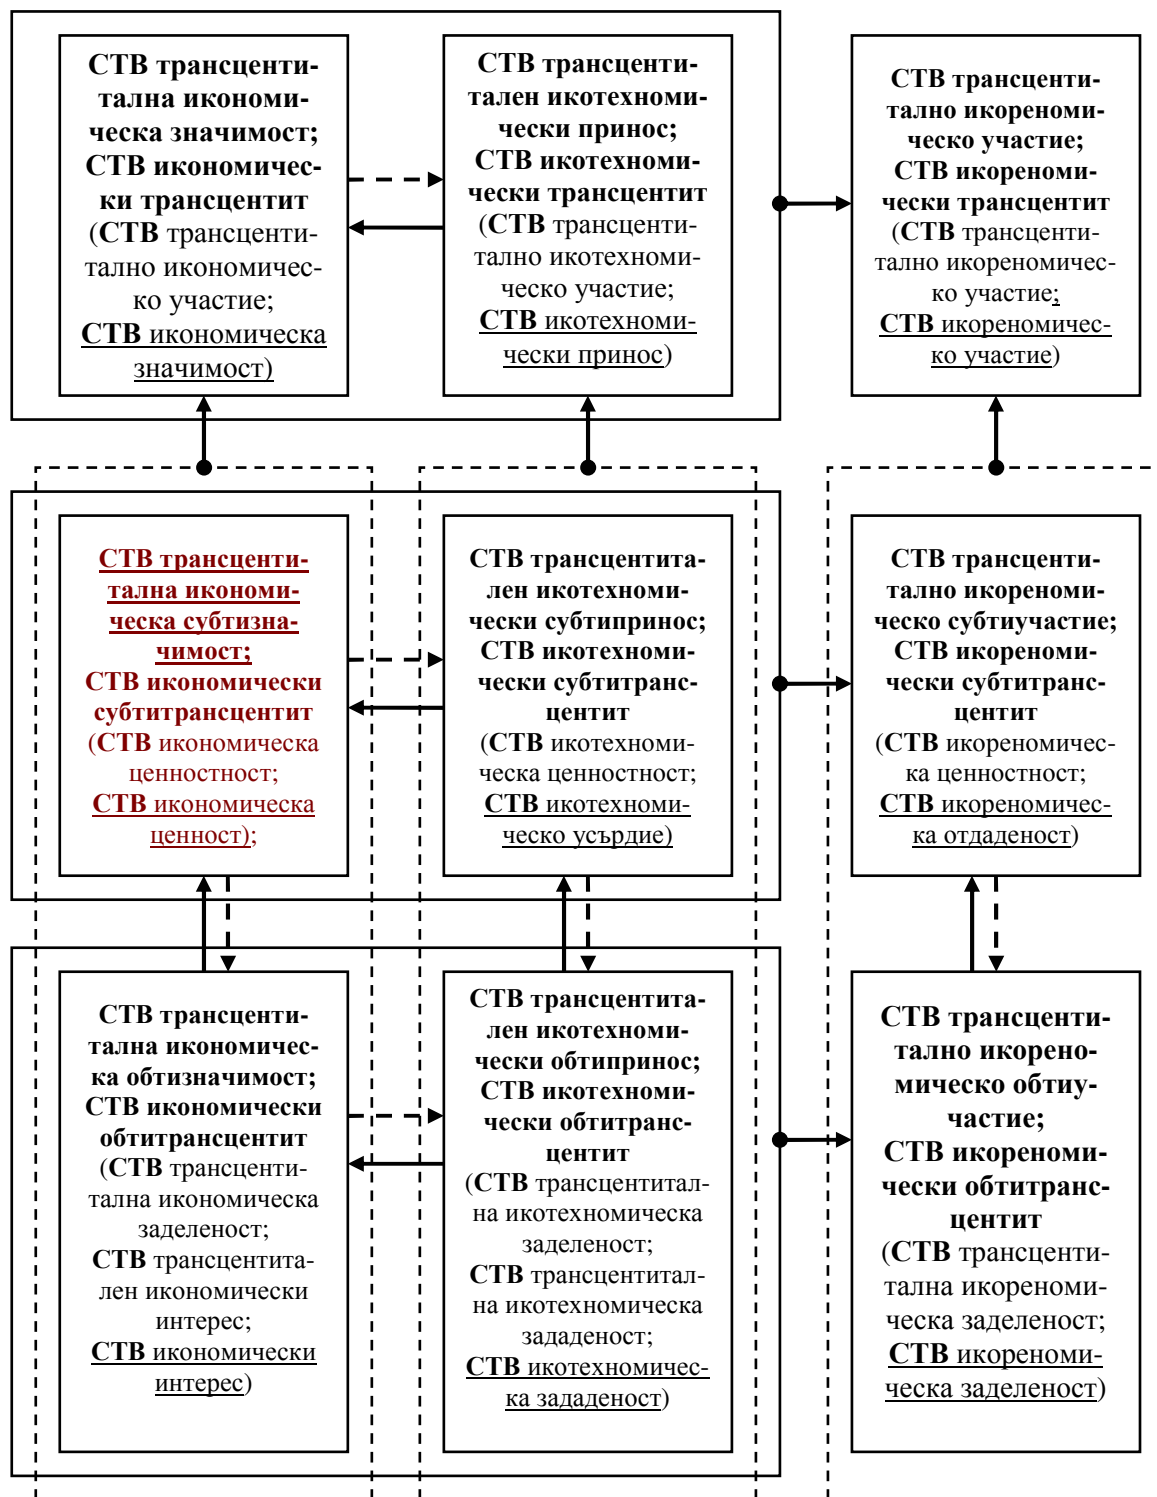 СТВ трансценти-
тална икономи-
ческа значимост;
СТВ икономичес-
ки трансцентит
(СТВ трансценти-
тално икономичес-
ко участие;
СТВ икономическа
значимост)
СТВ трансценти-
тален икотехноми-
чески принос;
СТВ икотехноми-
чески трансцентит
(СТВ трансценти-
тално икотехноми-
ческо участие;
СТВ икотехноми-
чески принос)
СТВ трансценти-
тално икореноми-
ческо участие;
СТВ икореноми-
чески трансцентит
(СТВ трансценти-
тално икореномичес-
ко участие;
СТВ икореномичес-
ко участие)
СТВ трансценти-
тална икономи-
ческа субтизна-
чимост;
СТВ икономически
субтитрансцентит
(СТВ икономическа
ценностност;
СТВ икономическа
ценност);
СТВ трансцентита-
лен икотехноми-
чески субтипринос;
СТВ икотехноми-
чески субтитранс-
центит
(СТВ икотехноми-
ческа ценностност;
СТВ икотехноми-
ческо усърдие)
СТВ трансценти-
тално икореноми-
ческо субтиучастие;
СТВ икореноми-
чески субтитранс-
центит
(СТВ икореномичес-
ка ценностност;
СТВ икореномичес-
ка отдаденост)
СТВ трансценти-
тална икономичес-
ка обтизначимост;
СТВ икономически
обтитрансцентит
(СТВ трансценти-
тална икономическа
заделеност;
СТВ трансцентита-
лен икономически
интерес;
СТВ икономически
интерес)
СТВ трансцентита-
лен икотехноми-
чески обтипринос;
СТВ икотехноми-
чески обтитранс-
центит
(СТВ трансцентитал-
на икотехномическа
заделеност;
СТВ трансцентитал-
на икотехномическа
зададеност;
СТВ икотехномичес-
ка зададеност)
СТВ трансценти-
тално икорено-
мическо обтиу-
частие;
СТВ икореноми-
чески обтитранс-
центит
(СТВ трансценти-
тална икореноми-
ческа заделеност;
СТВ икореноми-
ческа заделеност)